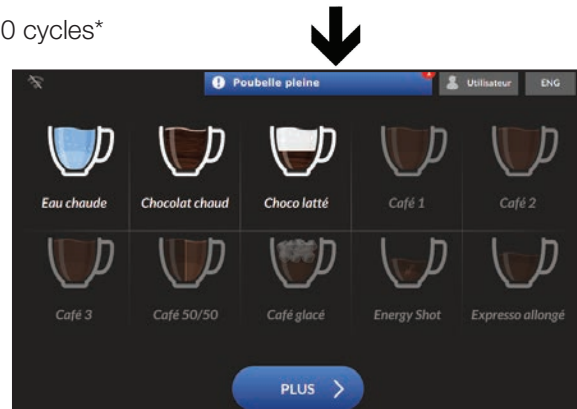 0 cycles*
Poubelle pleine
Utilisateur
ENG
Eau chaude
Chocolat chaud
Choco latté
Café 1
Café 2
Café 3
Café 50/50
Café glacé
Energy Shot
Expresso allongé
PLUS